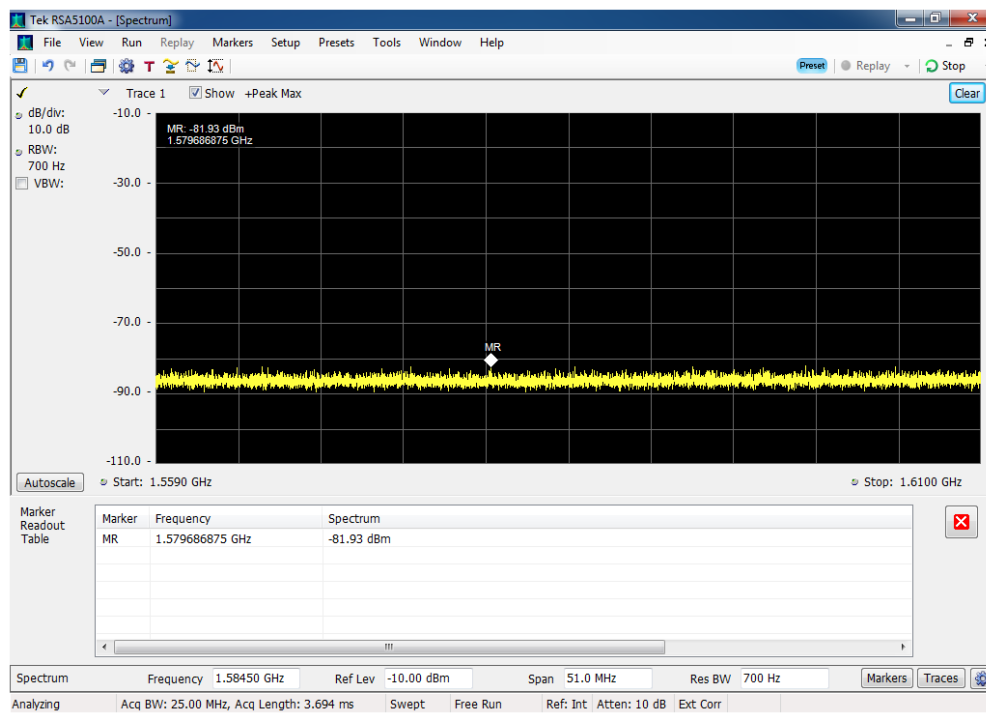 Tek RSA5100A - [Spectrum]
File View Run Replay Markers Setup Presets Tools Window Help
T Preset Replay Stop
Trace 1 Show +Peak Max Clear
dB/div:
10.0 dB
RBW:
700 Hz
VBW:
-10.0
-30.0
-50.0
-70.0
-90.0
-110.0
MR: -81.93 dBm
1.579686875 GHz
MR
Autoscale Start: 1.5590 GHz Stop: 1.6100 GHz
Marker
Readout
Table
Marker Frequency Spectrum
MR 1.579686875 GHz -81.93 dBm
Spectrum Frequency 1.58450 GHz Ref Lev -10.00 dBm Span 51.0 MHz Res BW 700 Hz Markers Traces
Analyzing Acq BW: 25.00 MHz, Acq Length: 3.694 ms Swept Free Run Ref: Int Atten: 10 dB Ext Corr